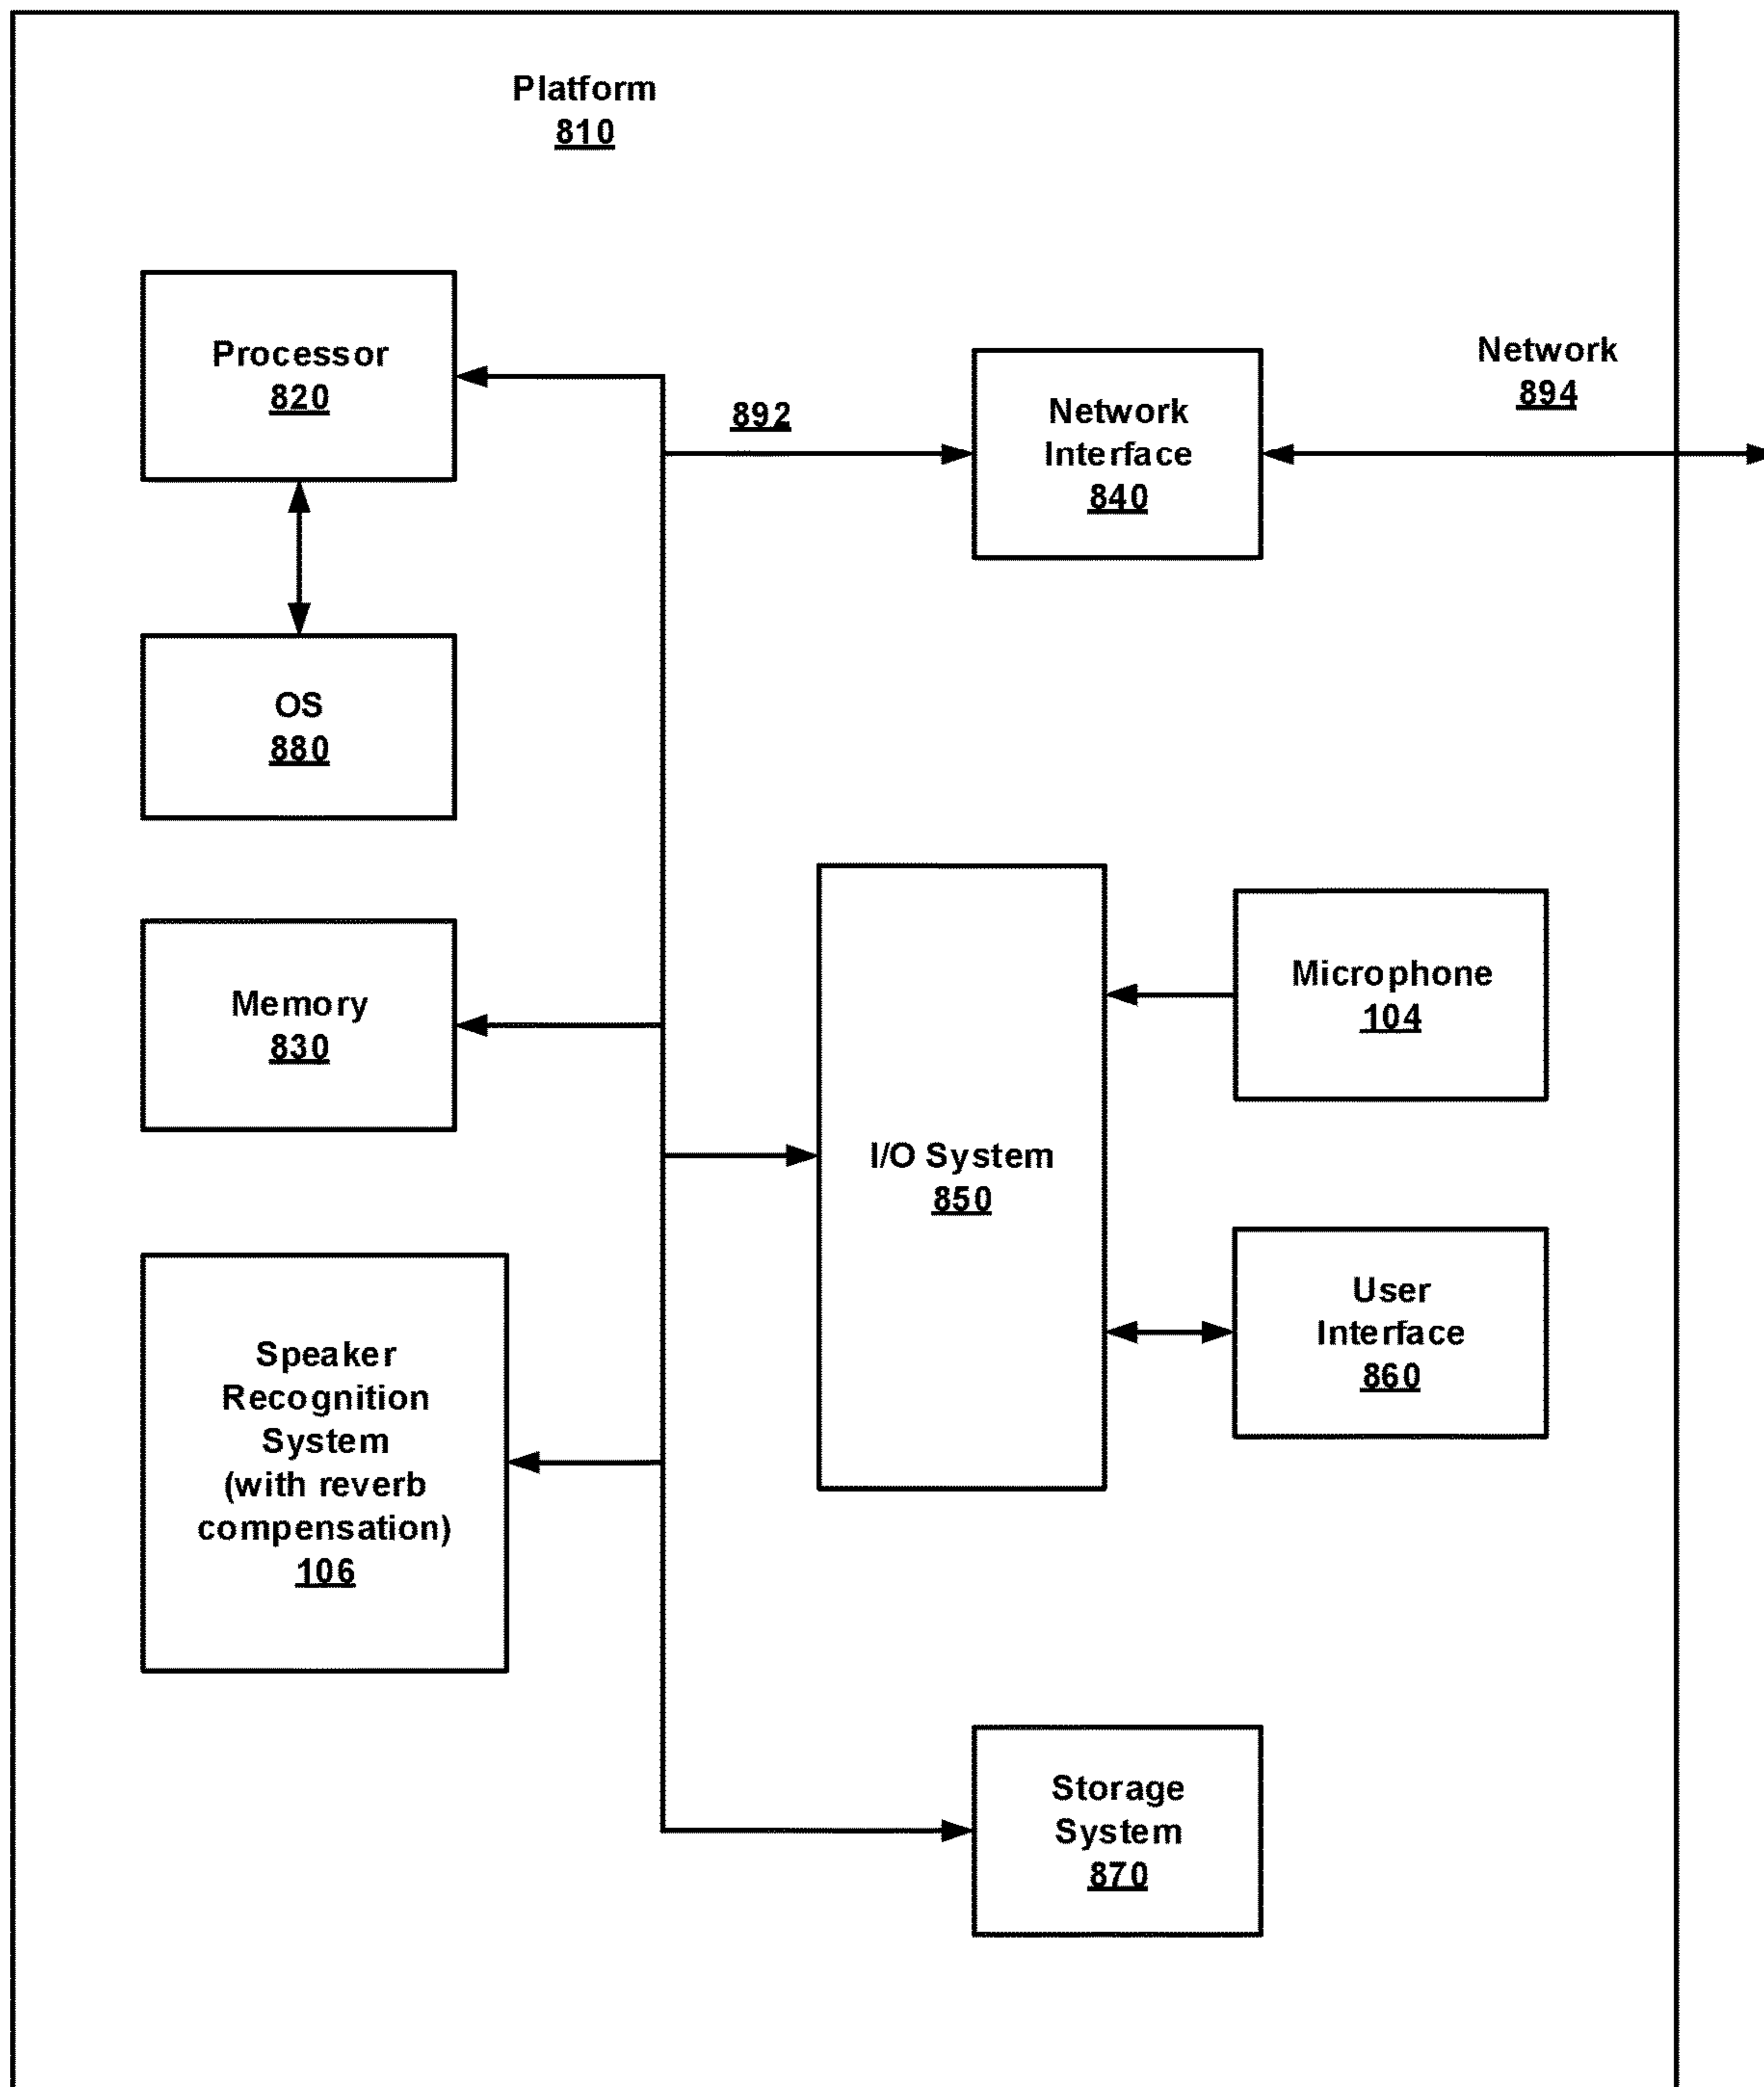 Platform
810
Processor
820
892
Network
Interface
840
Network
894
OS
880
Memory
830
I/O System
850
Microphone
104
User
Interface
860
Speaker
Recognition
System
(with reverb
compensation)
106
Storage
System
870